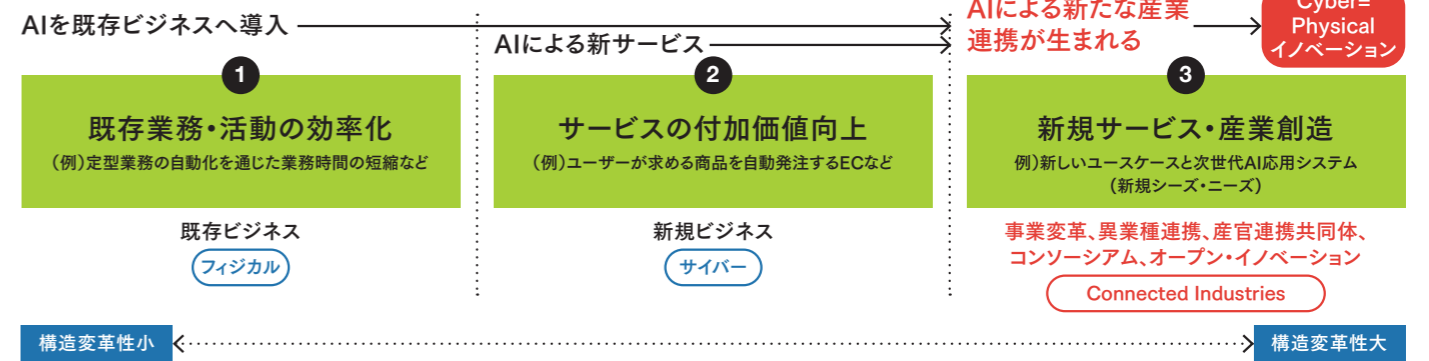 AIを既存ビジネスへ導入
AIによる新サービス
AIによる新たな産業
連携が生まれる
Cyber=
Physical
イノベーション
1
既存業務・活動の効率化
(例)定型業務の自動化を通じた業務時間の短縮など
既存ビジネス
フィジカル
2
サービスの付加価値向上
(例)ユーザーが求める商品を自動発注するECなど
新規ビジネス
サイバー
3
新規サービス・産業創造
例)新しいユースケースと次世代AI応用システム
(新規シーズ・ニーズ)
事業変革、異業種連携、産官連携共同体、
コンソーシアム、オープン・イノベーション
Connected Industries
構造変革性小
構造変革性大